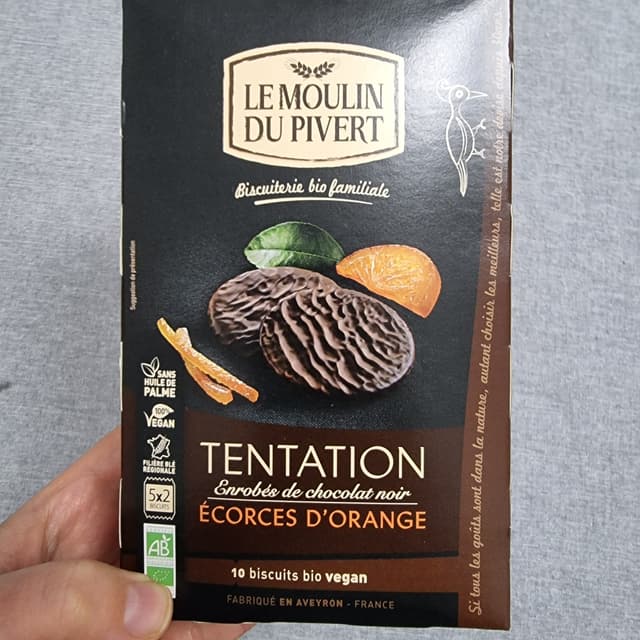 LE MOULIN
DU PIVERT
Biscuiterie bio familiale
Suggestion de présentation
SANS
HUILE DE
PALME
100%
VEGAN
FILIÈRE BLÉ
RÉGIONALE
5x2
BISCUITS
AB
TENTATION
Enrobés de chocolat noir
ÉCORCES D'ORANGE
10 biscuits bio vegan
FABRIQUÉ EN AVEYRON - FRANCE
Si tous les goûts sont dans la nature, autant choisir les meilleurs, telle est notre devise